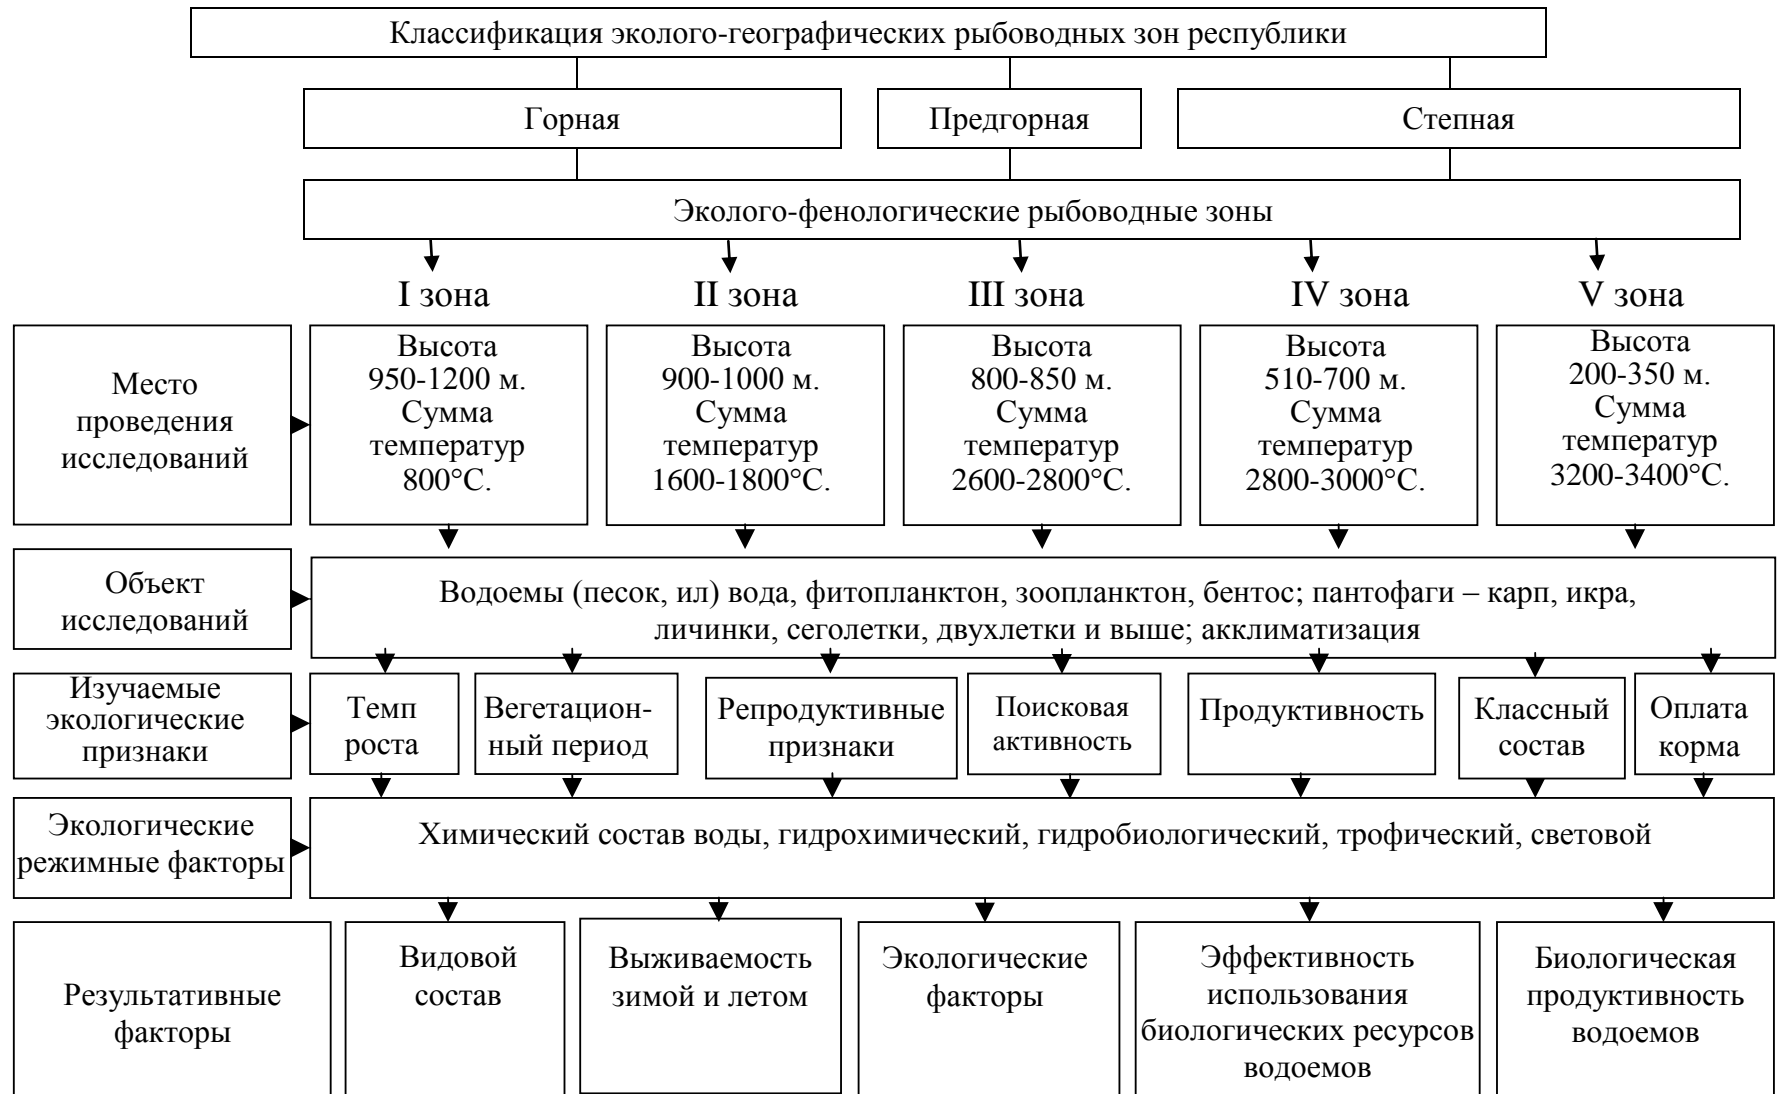 Классификация эколого-географических рыбоводных зон республики
Горная
Предгорная
Степная
Эколого-фенологические рыбоводные зоны
I зона
II зона
III зона
IV зона
V зона
Место
проведения
исследований
Высота
950-1200 м.
Сумма
температур
800°С.
Высота
900-1000 м.
Сумма
температур
1600-1800°С.
Высота
800-850 м.
Сумма
температур
2600-2800°С.
Высота
510-700 м.
Сумма
температур
2800-3000°С.
Высота
200-350 м.
Сумма
температур
3200-3400°С.
Объект
исследований
Водоемы (песок, ил) вода, фитопланктон, зоопланктон, бентос; пантофаги – карп, икра,
личинки, сеголетки, двухлетки и выше; акклиматизация
Изучаемые
экологические
признаки
Темп
роста
Вегетацион-
ный период
Репродуктивные
признаки
Поисковая
активность
Продуктивность
Классный
состав
Оплата
корма
Экологические
режимные факторы
Химический состав воды, гидрохимический, гидробиологический, трофический, световой
Результативные
факторы
Видовой
состав
Выживаемость
зимой и летом
Экологические
факторы
Эффективность
использования
биологических ресурсов
водоемов
Биологическая
продуктивность
водоемов